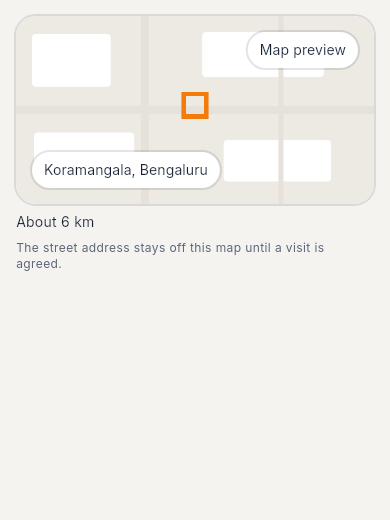 Map preview
Koramangala, Bengaluru
About 6 km
The street address stays off this map until a visit is
agreed.